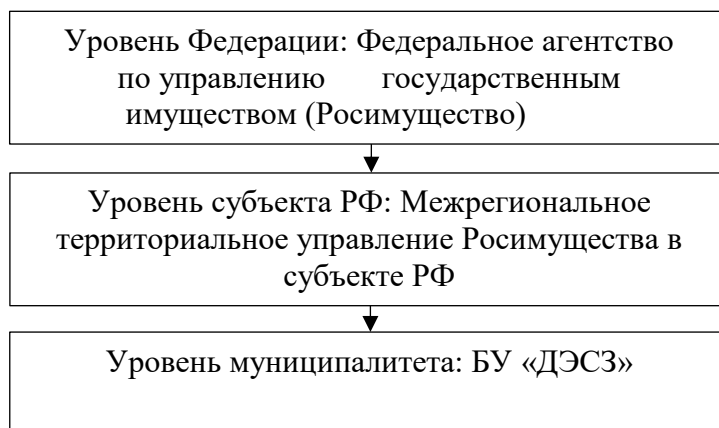 Уровень Федерации: Федеральное агентство
по управлению государственным
имуществом (Росимущество)
Уровень субъекта РФ: Межрегиональное
территориальное управление Росимущества в
субъекте РФ
Уровень муниципалитета: БУ «ДЭСЗ»